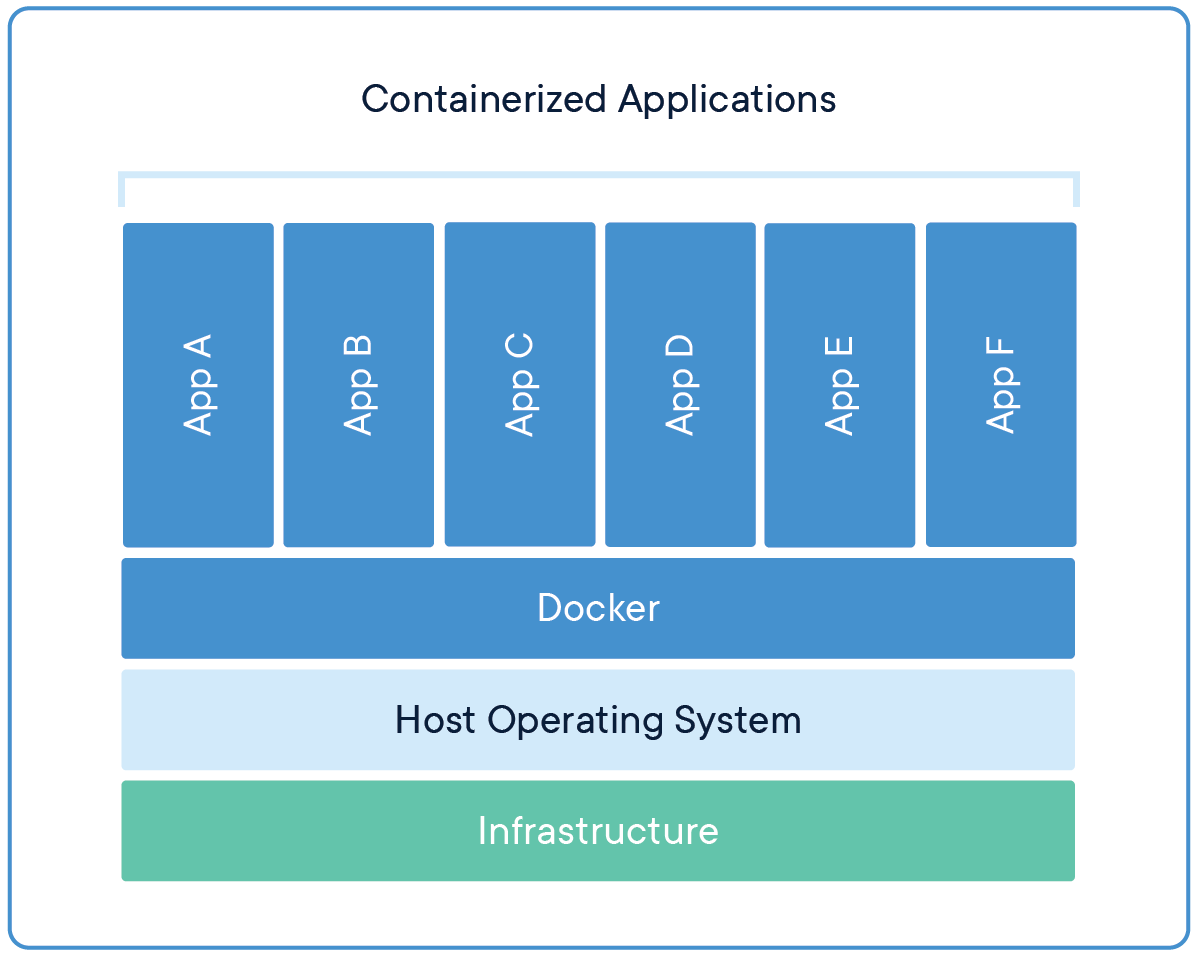 Containerized Applications
App A
App B
App C
App D
App E
App F
Docker
Host Operating System
Infrastructure